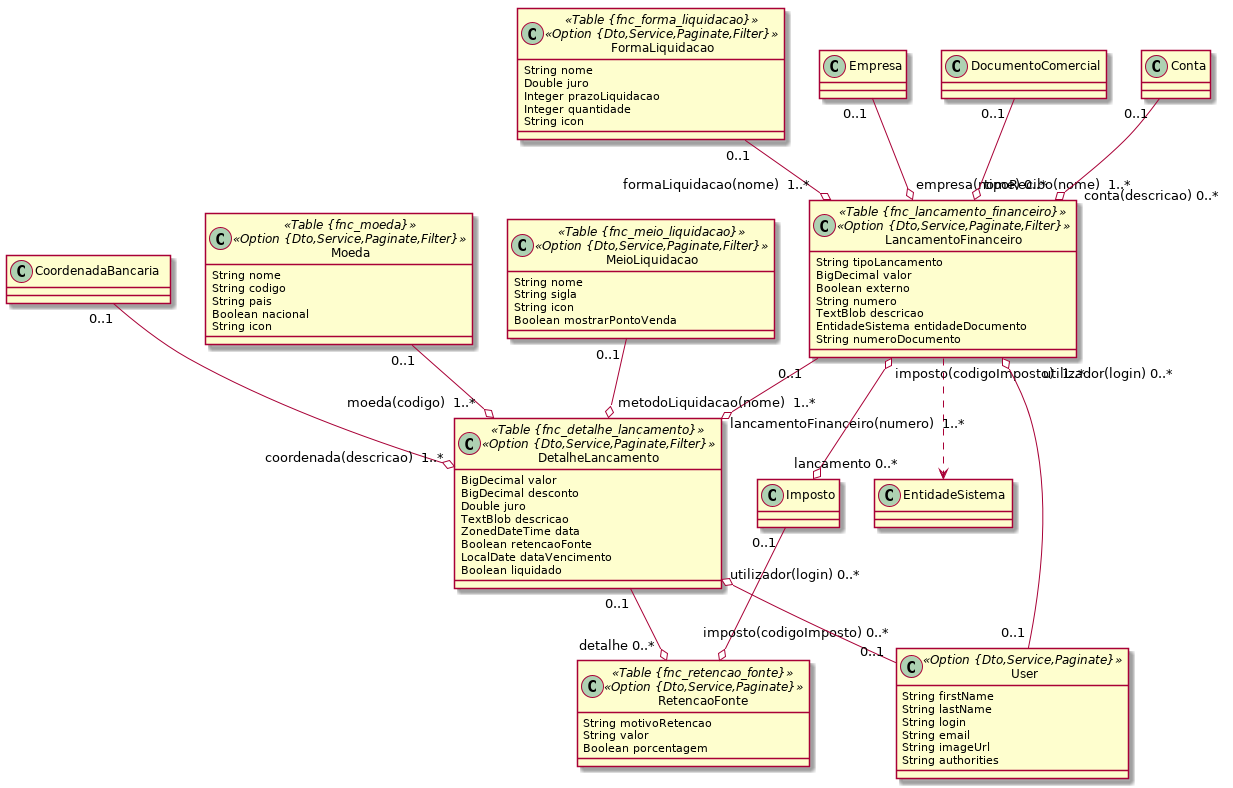 «Table {fnc_forma_liquidacao}»
«Option {Dto,Service,Paginate,Filter}»
C FormaLiquidacao
String nome
Double juro
Integer prazoLiquidacao
Integer quantidade
String icon
C Empresa
C DocumentoComercial
C Conta
0..1
0..1
0..1
0..1
formaLiquidacao(nome) 1..*
empresa(nome) 0..*
tipoRecibo(nome) 1..*
conta(descricao) 0..*
«Table {fnc_lancamento_financeiro}»
«Option {Dto,Service,Paginate,Filter}»
C LancamentoFinanceiro
String tipoLancamento
BigDecimal valor
Boolean externo
String numero
TextBlob descricao
EntidadeSistema entidadeDocumento
String numeroDocumento
«Table {fnc_moeda}»
«Option {Dto,Service,Paginate,Filter}»
C Moeda
String nome
String codigo
String pais
Boolean nacional
String icon
«Table {fnc_meio_liquidacao}»
«Option {Dto,Service,Paginate,Filter}»
C MeioLiquidacao
String nome
String sigla
String icon
Boolean mostrarPontoVenda
C CoordenadaBancaria
0..1
0..1
0..1
0..1
imposto(codigoImposto) 1..*
utilizador(login) 0..*
moeda(codigo) 1..*
metodoLiquidacao(nome) 1..*
lancamentoFinanceiro(numero) 1..*
coordenada(descricao) 1..*
lancamento 0..*
«Table {fnc_detalhe_lancamento}»
«Option {Dto,Service,Paginate,Filter}»
C DetalheLancamento
BigDecimal valor
BigDecimal desconto
Double juro
TextBlob descricao
ZonedDateTime data
Boolean retencaoFonte
LocalDate dataVencimento
Boolean liquidado
C Imposto
C EntidadeSistema
0..1
utilizador(login) 0..*
0..1
0..1
imposto(codigoImposto) 0..*
detalhe 0..*
0..1
«Table {fnc_retencao_fonte}»
«Option {Dto,Service,Paginate}»
C RetencaoFonte
String motivoRetencao
String valor
Boolean porcentagem
«Option {Dto,Service,Paginate}»
C User
String firstName
String lastName
String login
String email
String imageUrl
String authorities